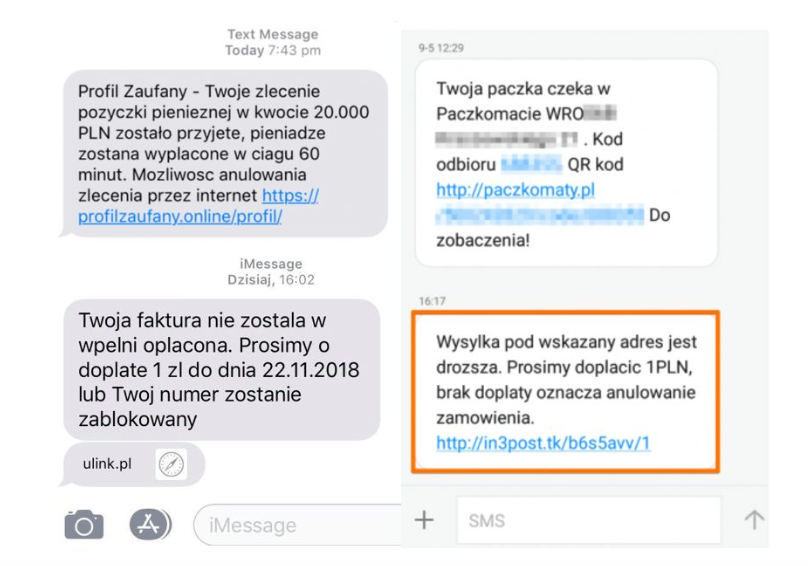 Text Message
Today 7:43 pm
Profil Zaufany - Twoje zlecenie
pozyczki pienieznej w kwocie 20.000
PLN zostało przyjete, pieniadze
zostana wyplacone w ciagu 60
minut. Mozliwosc anulowania
zlecenia przez internet https://
profilzaufany.online/profil/
iMessage
Dzisiaj, 16:02
Twoja faktura nie zostala w
wpelni oplacona. Prosimy o
doplate 1 zl do dnia 22.11.2018
lub Twoj numer zostanie
zablokowany
ulink.pl
iMessage
9-5 12:29
Twoja paczka czeka w
Paczkomacie WRO
. Kod
odbioru QR kod
http://paczkomaty.pl
Do
zobaczenia!
16:17
Wysylka pod wskazany adres jest
drozsza. Prosimy doplacic 1PLN,
brak doplaty oznacza anulowanie
zamowienia.
http://in3post.tk/b6s5avv/1
SMS